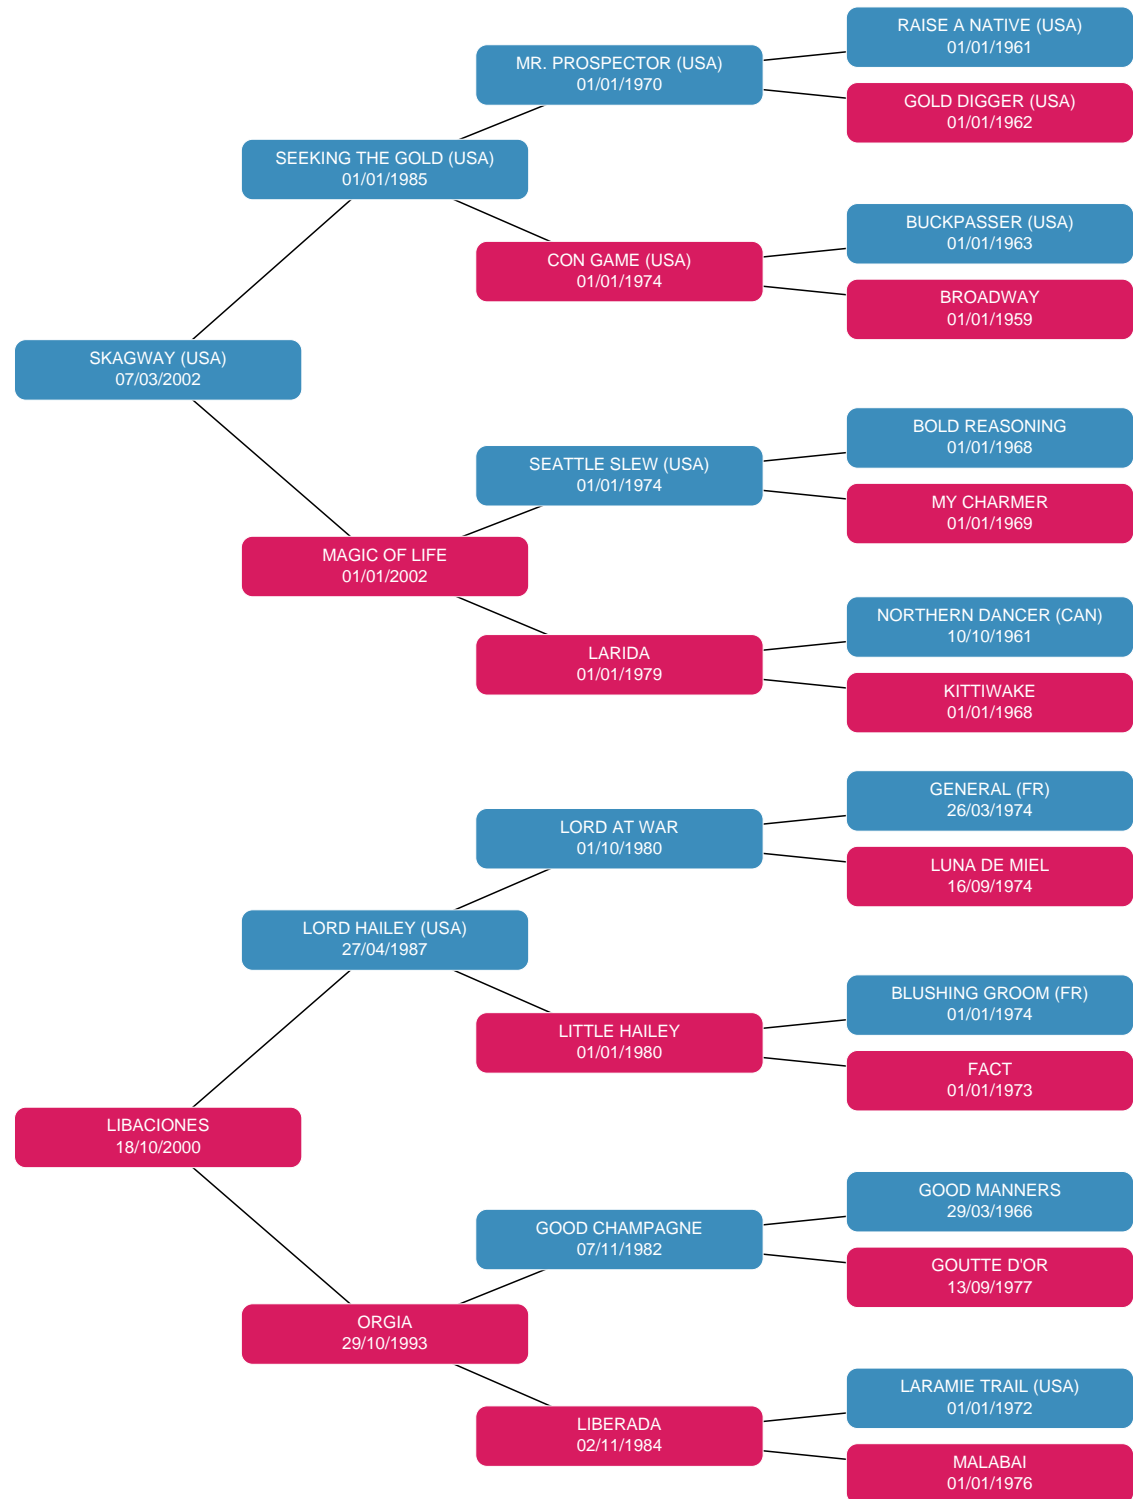 RAISE A NATIVE (USA)
01/01/1961
MR. PROSPECTOR (USA)
01/01/1970
GOLD DIGGER (USA)
01/01/1962
SEEKING THE GOLD (USA)
01/01/1985
BUCKPASSER (USA)
01/01/1963
CON GAME (USA)
01/01/1974
BROADWAY
01/01/1959
SKAGWAY (USA)
07/03/2002
BOLD REASONING
01/01/1968
SEATTLE SLEW (USA)
01/01/1974
MY CHARMER
01/01/1969
MAGIC OF LIFE
01/01/2002
NORTHERN DANCER (CAN)
10/10/1961
LARIDA
01/01/1979
KITTIWAKE
01/01/1968
GENERAL (FR)
26/03/1974
LORD AT WAR
01/10/1980
LUNA DE MIEL
16/09/1974
LORD HAILEY (USA)
27/04/1987
BLUSHING GROOM (FR)
01/01/1974
LITTLE HAILEY
01/01/1980
FACT
01/01/1973
LIBACIONES
18/10/2000
GOOD MANNERS
29/03/1966
GOOD CHAMPAGNE
07/11/1982
GOUTTE D'OR
13/09/1977
ORGIA
29/10/1993
LARAMIE TRAIL (USA)
01/01/1972
LIBERADA
02/11/1984
MALABAI
01/01/1976